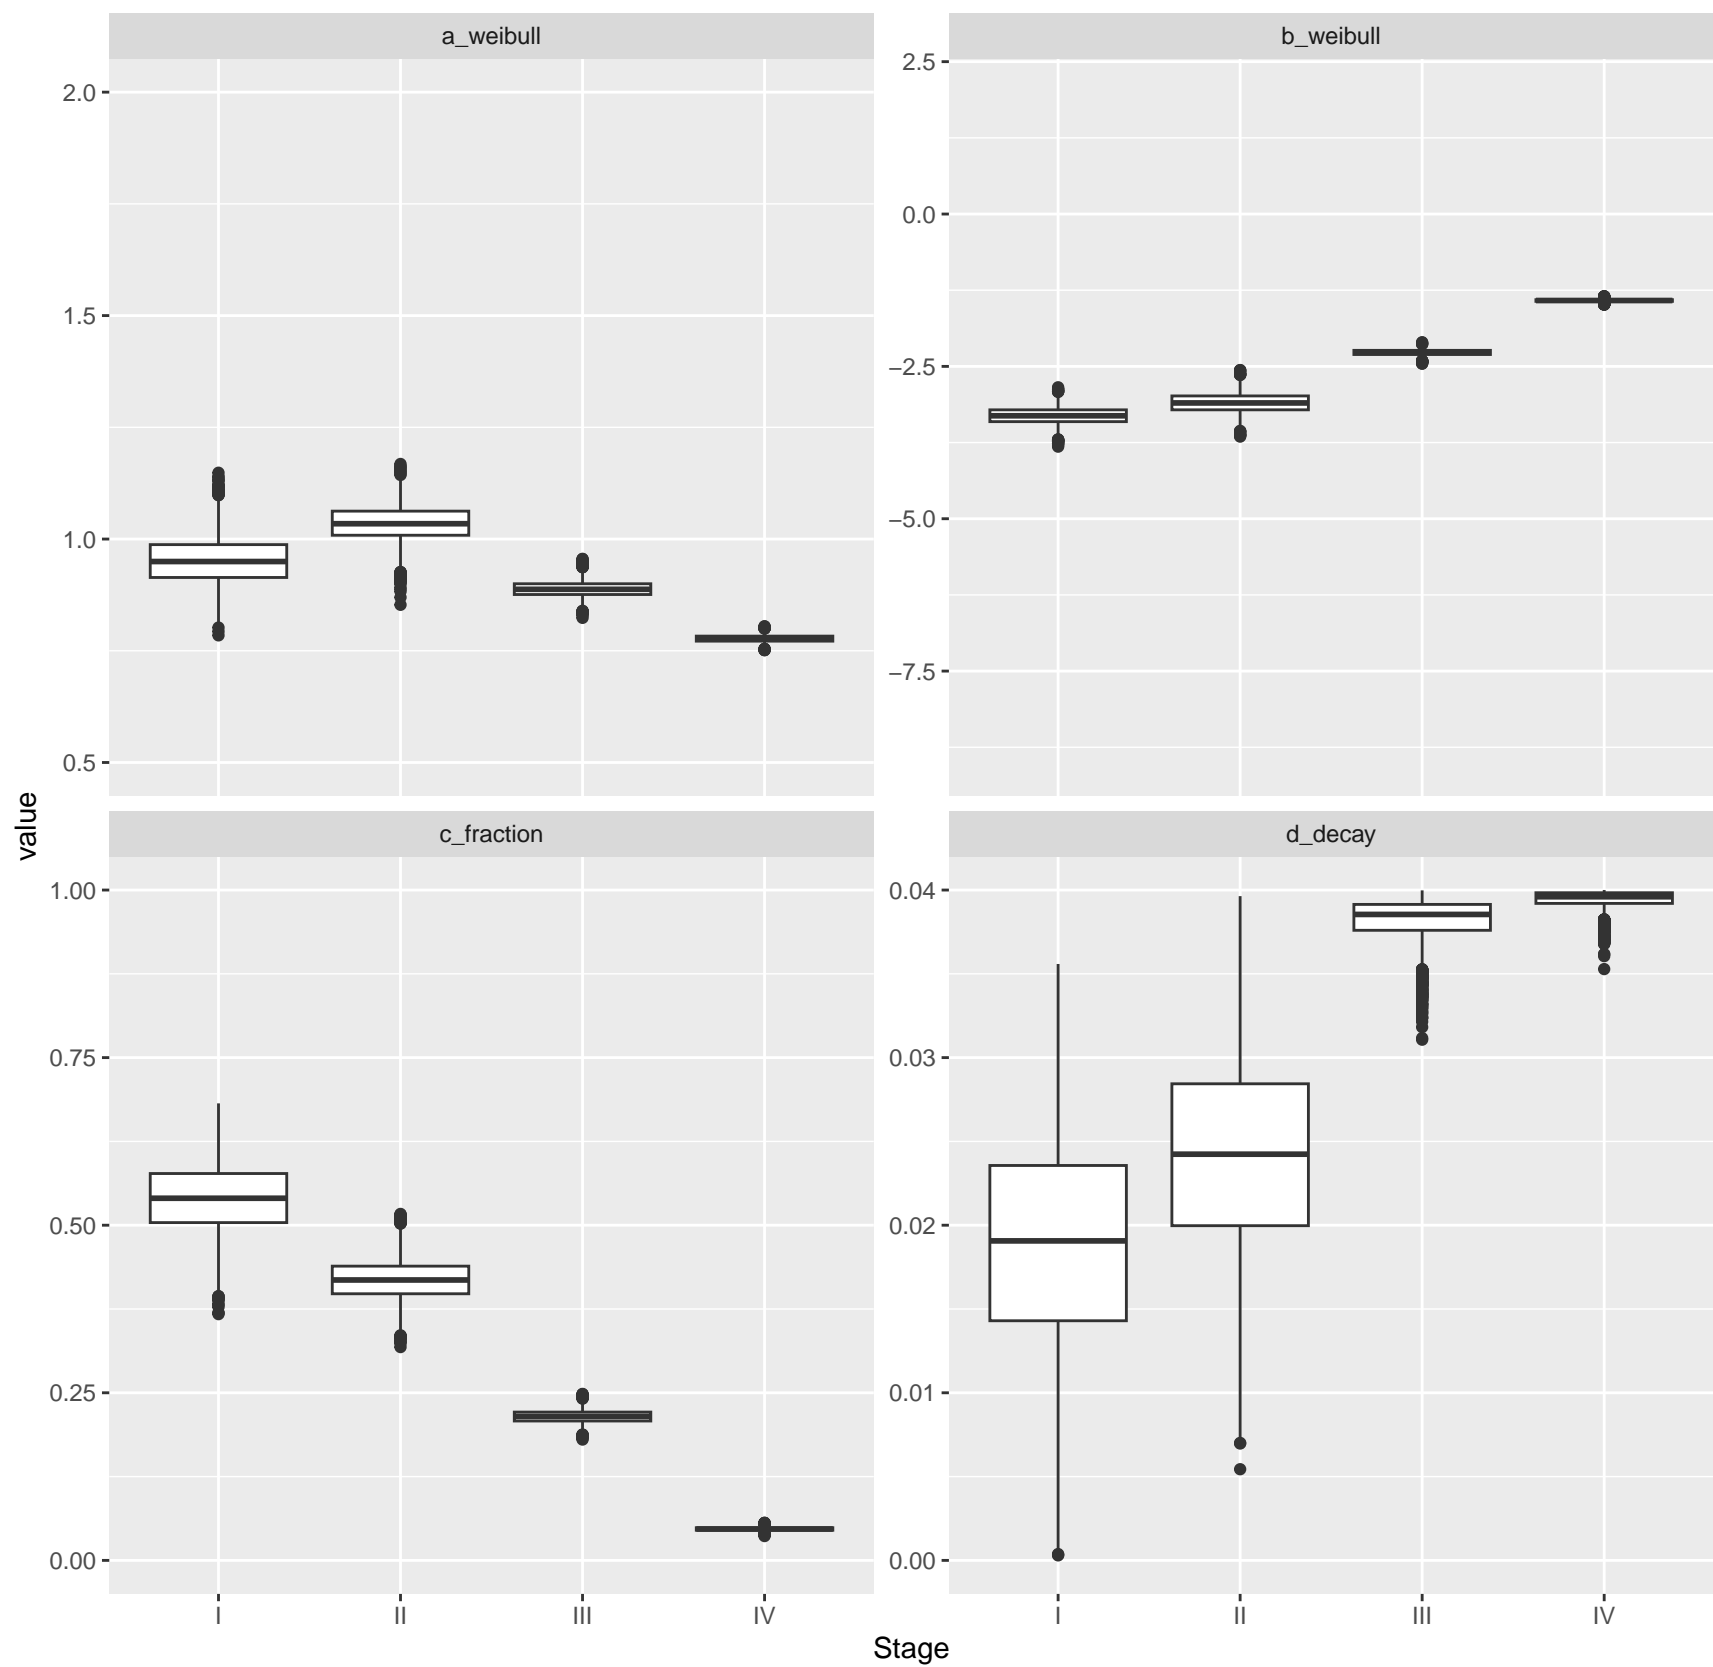 a_weibull
b_weibull
2.0
1.5
1.0
0.5
2.5
0.0
−2.5
−5.0
−7.5
value
c_fraction
d_decay
1.00
0.75
0.50
0.25
0.00
0.04
0.03
0.02
0.01
0.00
I II III IV
I II III IV
Stage